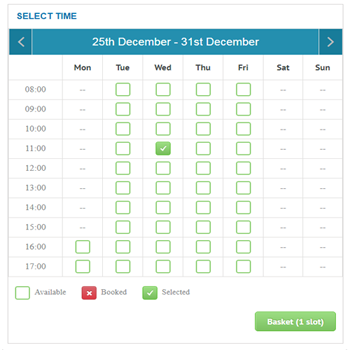 SELECT TIME
25th December - 31st December
Mon Tue Wed Thu Fri Sat Sun
08:00 -- -- --
09:00 -- -- --
10:00 -- -- --
11:00 -- -- --
12:00 -- -- --
13:00 -- -- --
14:00 -- -- --
15:00 -- -- --
16:00 -- --
17:00 -- --
Available Booked Selected
Basket (1 slot)